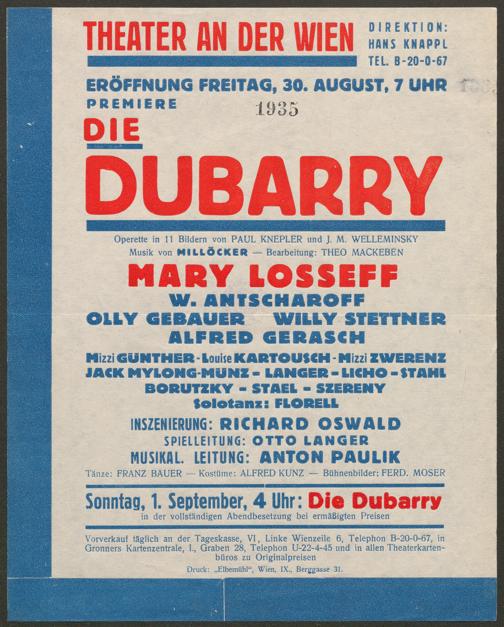 THEATER AN DER WIEN
DIREKTION:
HANS KNAPPL
TEL. B-20-0-67
ERÖFFNUNG FREITAG, 30. AUGUST, 7 UHR
PREMIERE
1935
DIE
DUBARRY
Operette in 11 Bildern von PAUL KNEPLER und J. M. WELLEMINSKY
Musik von MILLÖCKER — Bearbeitung: THEO MACKEBEN
MARY LOSSEFF
W. ANTSCHAROFF
OLLY GEBAUER WILLY STETTNER
ALFRED GERASCH
Mizzi GÜNTHER - Louise KARTOUSCH - Mizzi ZWERENZ
JACK MYLONG-MÜNZ - LANGER - LICHO - STAHL
BORUTZKY - STAEL - SZERENY
Solotanz: FLORELL
INSZENIERUNG: RICHARD OSWALD
SPIELLEITUNG: OTTO LANGER
MUSIKAL. LEITUNG: ANTON PAULIK
Tänze: FRANZ BAUER — Kostüme: ALFRED KUNZ — Bühnenbilder: FERD. MOSER
Sonntag, 1. September, 4 Uhr: Die Dubarry
in der vollständigen Abendbesetzung bei ermäßigten Preisen
Vorverkauf täglich an der Tageskasse, VI, Linke Wienzeile 6, Telephon B-20-0-67, in
Gronners Kartenzentrale, I., Graben 28, Telephon U-22-4-45 und in allen Theaterkarten-
büros zu Originalpreisen
Druck: „Elbemühl“, Wien, IX., Berggasse 31.